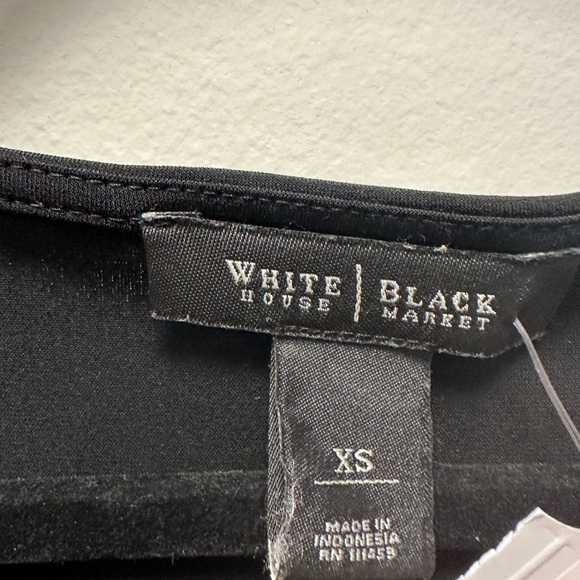 WHITE | BLACK
HOUSE MARKET
XS
MADE IN
INDONESIA
RN 111459